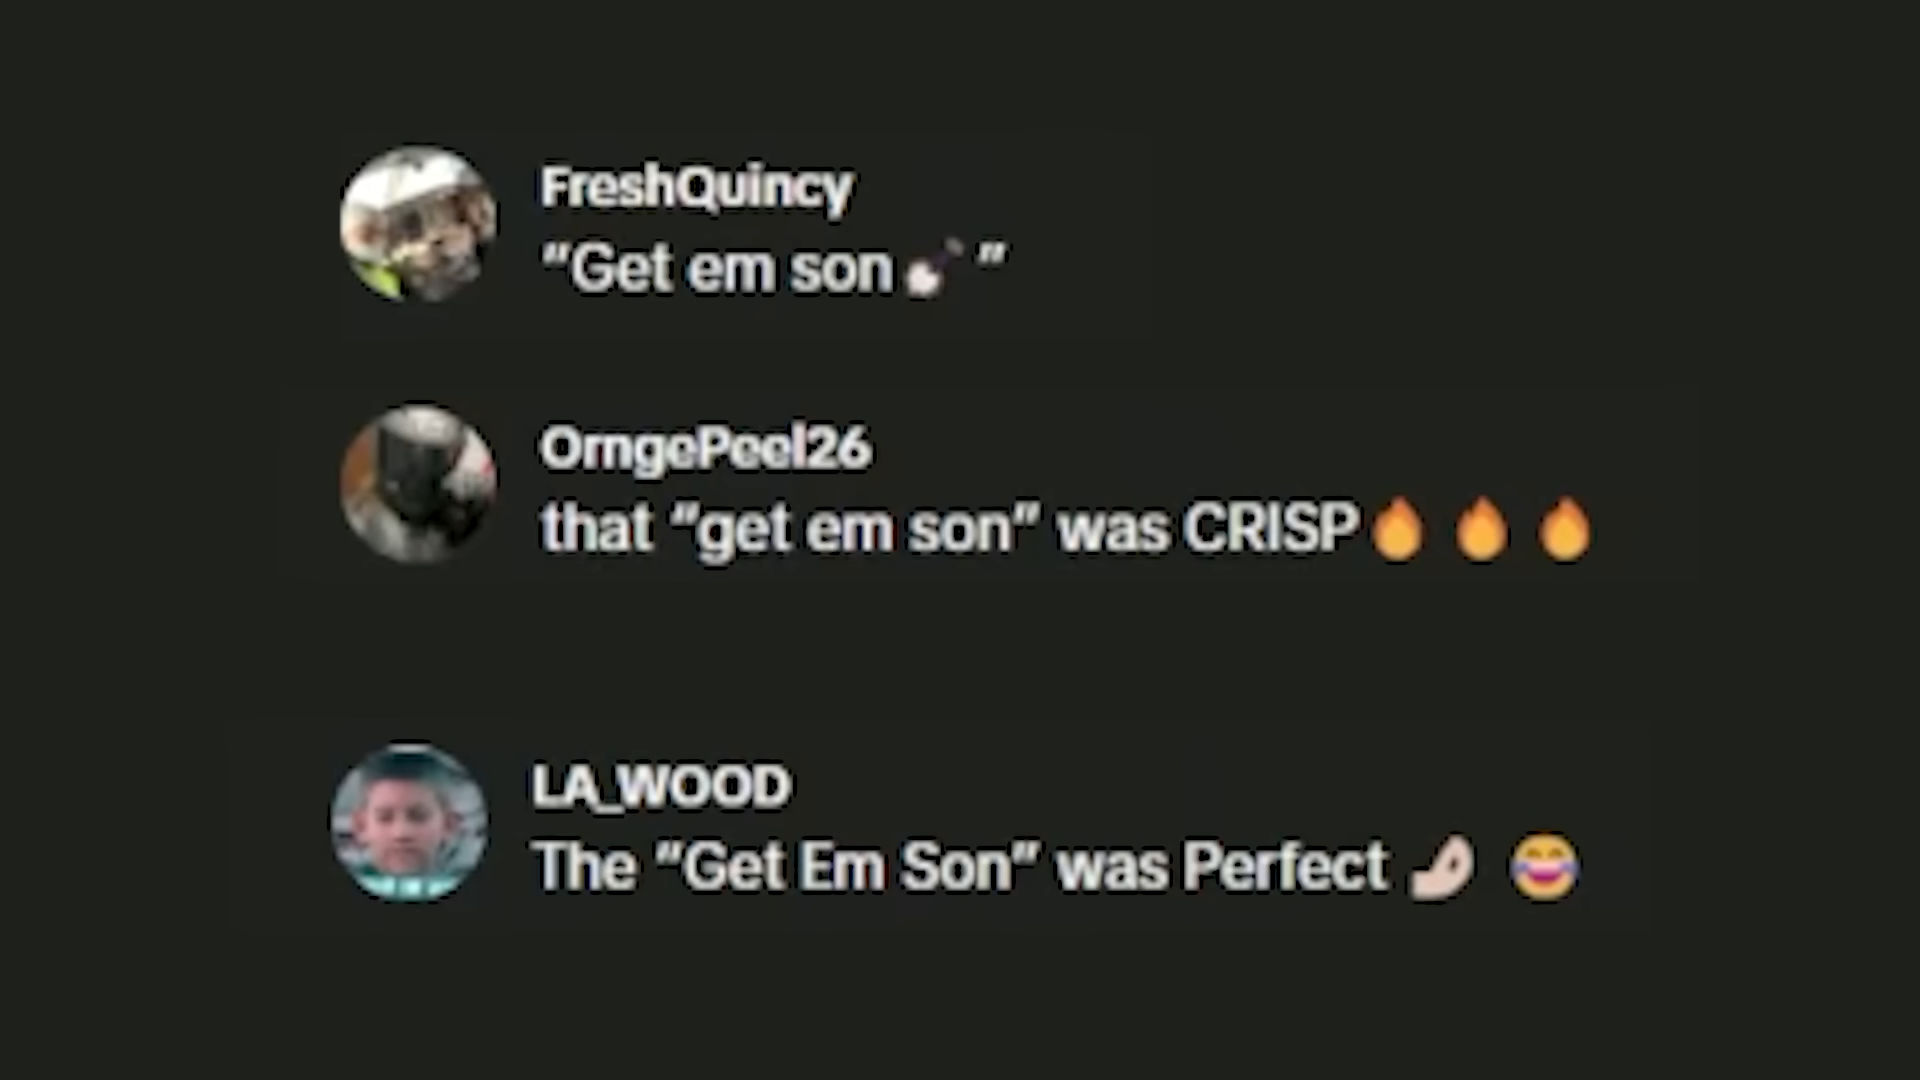 FreshQuincy
“Get em son🎸”
OrngePeel26
that “get em son” was CRISP🔥 🔥 🔥
LA_WOOD
The “Get Em Son” was Perfect 🤌🏻 😂